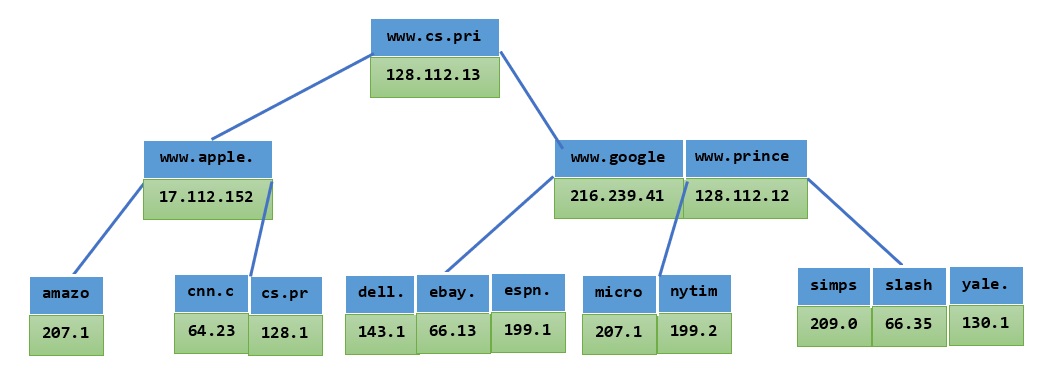 www.cs.pri
128.112.13
www.apple. www.google www.prince
17.112.152 216.239.41 128.112.12
amazo cnn.c cs.pr dell. ebay. espn. micro nytim simps slash yale.
207.1 64.23 128.1 143.1 66.13 199.1 207.1 199.2 209.0 66.35 130.1